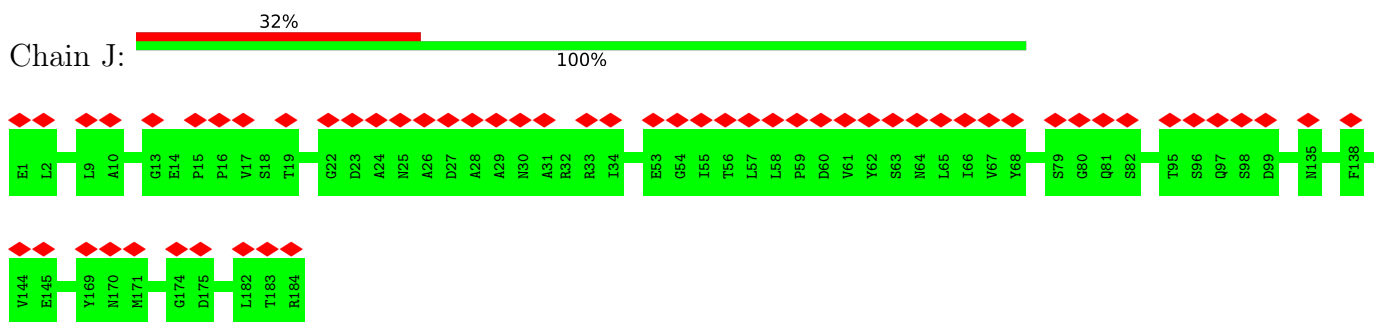 32%
Chain J:
100%
E1 L2 L9 A10 G13 E14 P15 P16 V17 S18 T19 G22 D23 A24 N25 A26 D27 A28 A29 N30 A31 R32 R33 I34 E53 G54 I55 T56 L57 L58 P59 D60 V61 Y62 S63 N64 L65 I66 V67 Y68 S79 G80 Q81 S82 T95 S96 Q97 S98 D99 N135 F138
V144 E145 Y169 N170 M171 G174 D175 L182 T183 R184